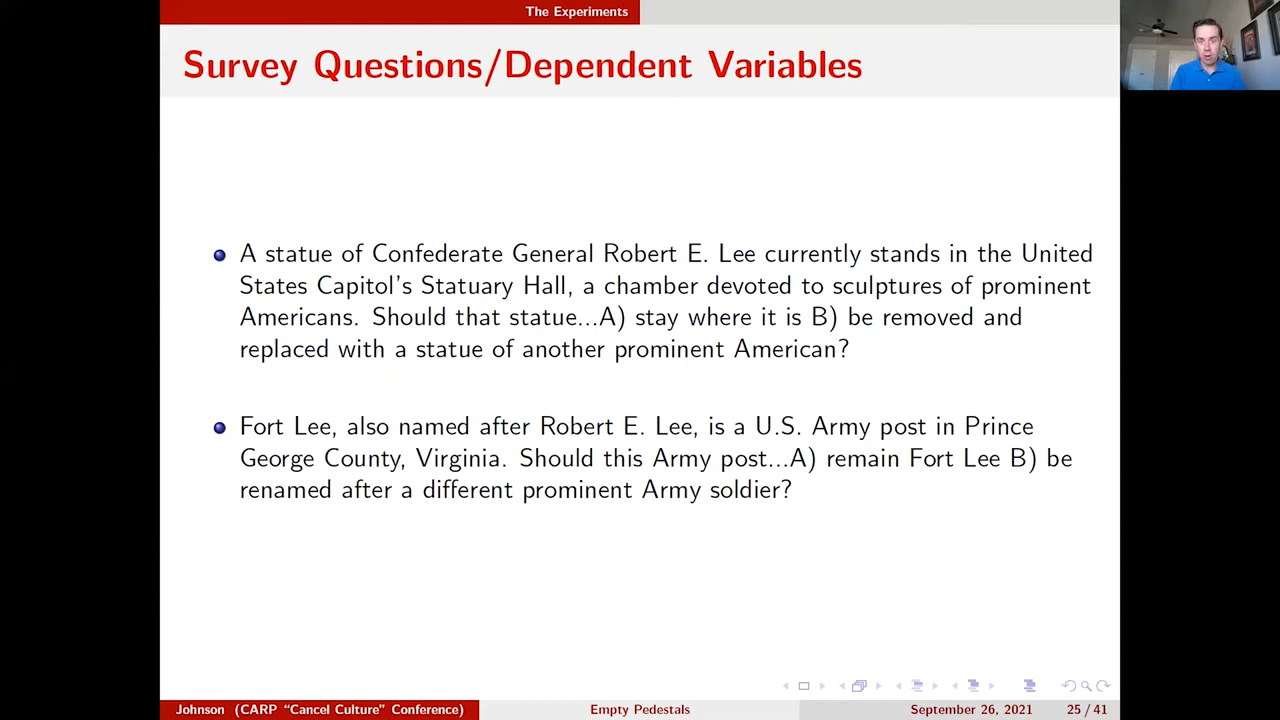 The Experiments
Survey Questions/Dependent Variables
A statue of Confederate General Robert E. Lee currently stands in the United
States Capitol's Statuary Hall, a chamber devoted to sculptures of prominent
Americans. Should that statue...A) stay where it is B) be removed and
replaced with a statue of another prominent American?
Fort Lee, also named after Robert E. Lee, is a U.S. Army post in Prince
George County, Virginia. Should this Army post...A) remain Fort Lee B) be
renamed after a different prominent Army soldier?
Johnson (CARP “Cancel Culture” Conference) Empty Pedestals September 26, 2021 25 / 41